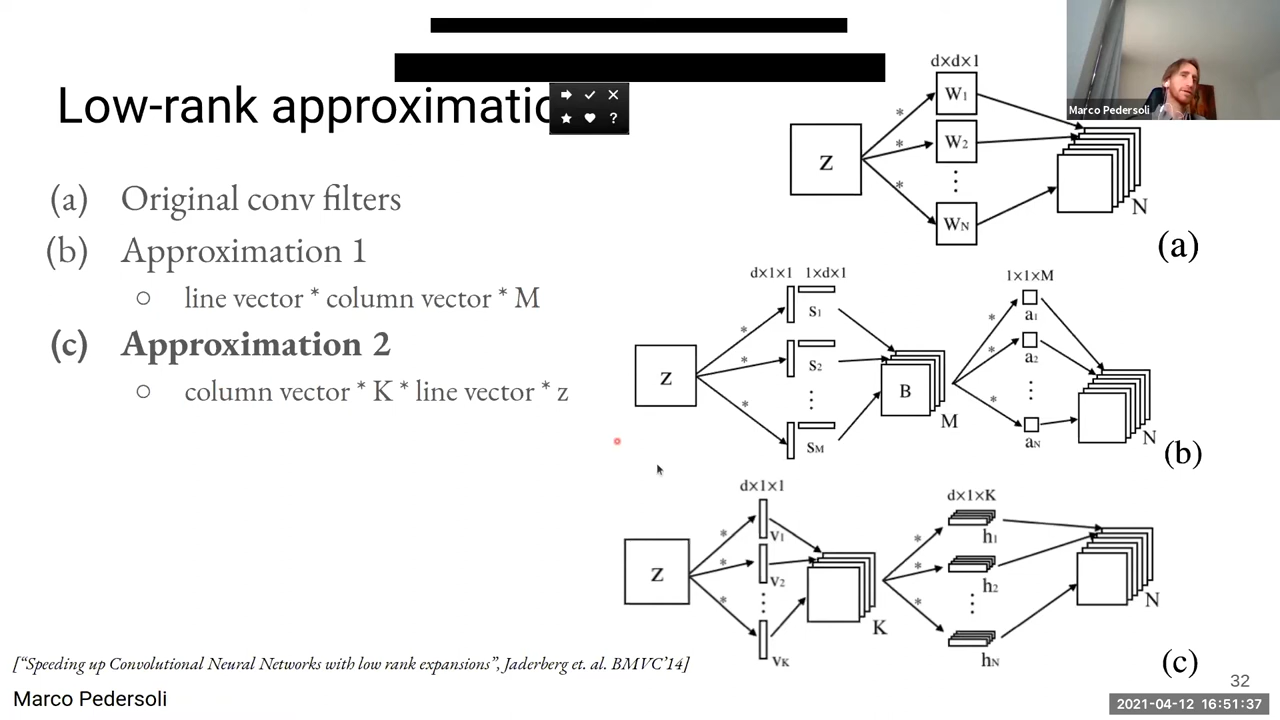 Low-rank approximatio
(a) Original conv filters
(b) Approximation 1
○ line vector * column vector * M
(c) Approximation 2
○ column vector * K * line vector * z
d×d×1
z
*
*
*
W1
W2
⋮
WN
N
(a)
d×1×1 1×d×1
1×1×M
z
*
*
*
s1
s2
⋮
sM
B
M
*
*
*
a1
a2
⋮
aN
N
(b)
d×1×1
d×1×K
z
*
*
*
v1
v2
⋮
vK
K
*
*
*
h1
h2
⋮
hN
N
(c)
["Speeding up Convolutional Neural Networks with low rank expansions", Jaderberg et. al. BMVC'14]
Marco Pedersoli
32
2021-04-12 16:51:37
Marco Pedersoli
?